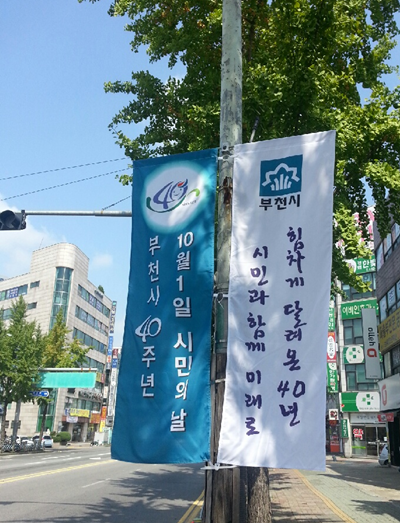 40
10월 1일 시민의 날
부천시 40주년
부천시
힘차게 달려온 40년
시민과 함께 미래로
olleh